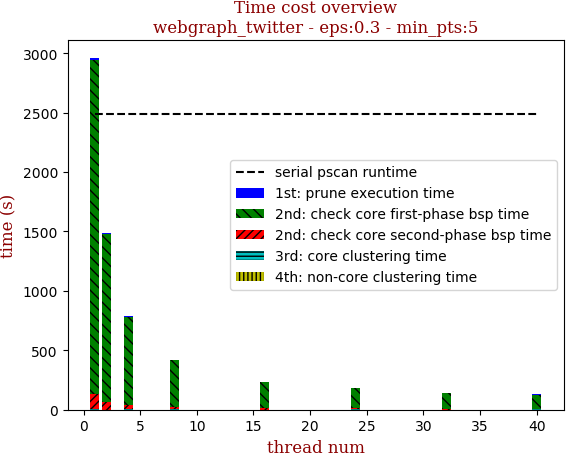 Time cost overview
webgraph_twitter - eps:0.3 - min_pts:5
time (s)
3000
2500
2000
1500
1000
500
0
serial pscan runtime
1st: prune execution time
2nd: check core first-phase bsp time
2nd: check core second-phase bsp time
3rd: core clustering time
4th: non-core clustering time
0 5 10 15 20 25 30 35 40
thread num